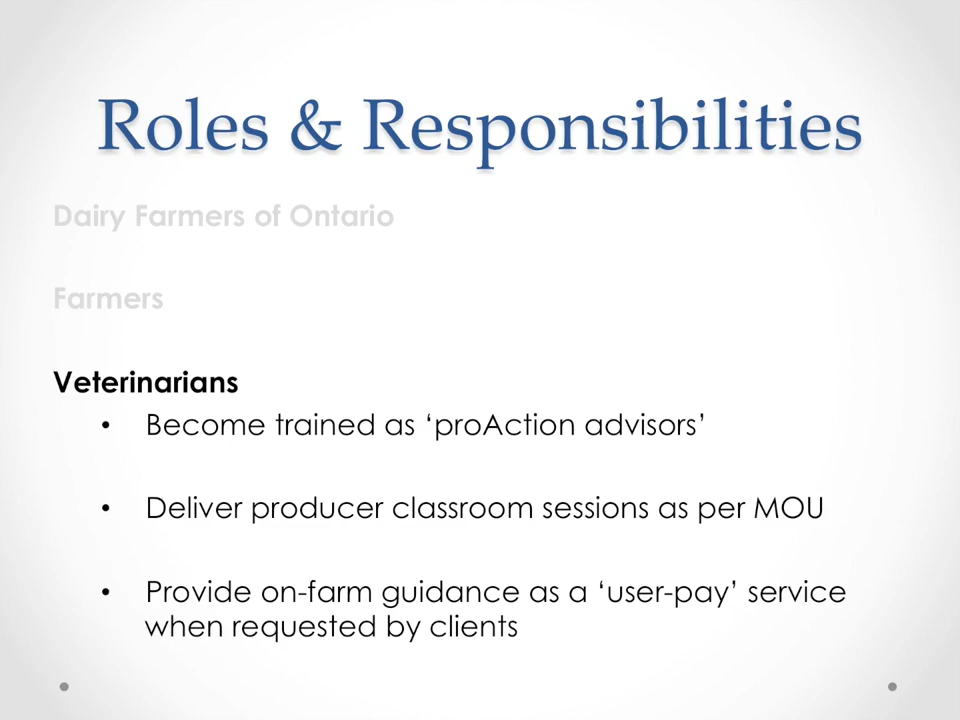 Roles & Responsibilities
Dairy Farmers of Ontario
Farmers
Veterinarians
• Become trained as ‘proAction advisors’
• Deliver producer classroom sessions as per MOU
• Provide on-farm guidance as a ‘user-pay’ service
when requested by clients